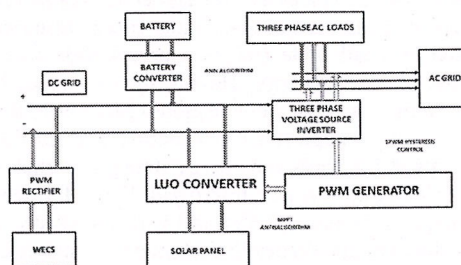 BATTERY
THREE PHASE AC LOADS
BATTERY CONVERTER
ANN ALGORITHM
DC GRID
AC GRID
+
-
THREE PHASE
VOLTAGE SOURCE
INVERTER
SPWM HYSTERESIS
CONTROL
PWM
RECTIFIER
LUO CONVERTER
PWM GENERATOR
MPPT
ALGORITHM
WECS
SOLAR PANEL